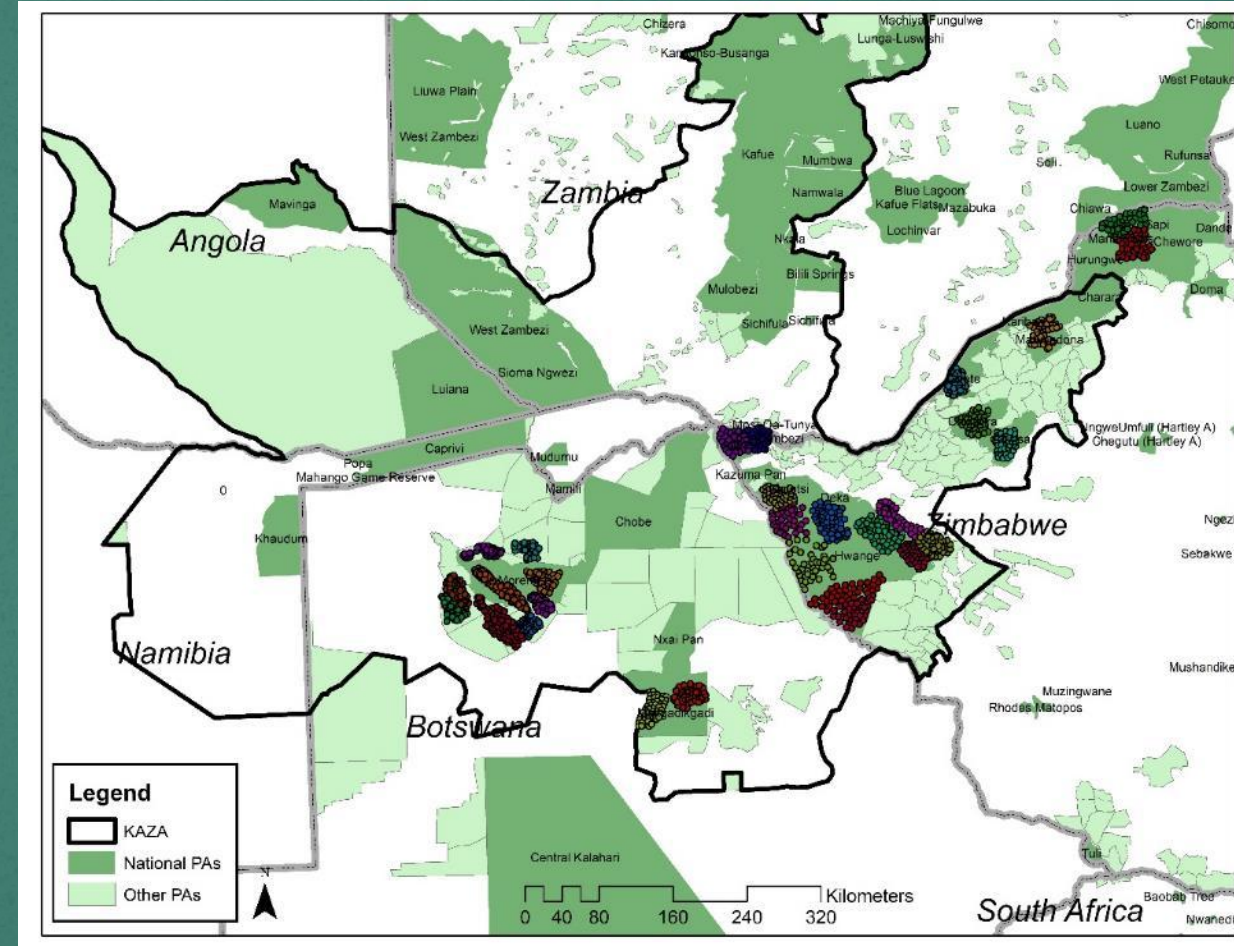 Chizera
Machiya-Fungulwe
Lunga-Luswishi
Chisomo
Kasonso-Busanga
West Petauke
Liuwa Plain
Luano
West Zambezi
Kafue
Mumbwa
Soli
Rufunsa
Zambia
Namwala
Blue Lagoon
Kafue Flats
Mazabuka
Lower Zambezi
Mavinga
Chiawa
Angola
Lochinvar
Sapi
Dande
Nkala
Chewore
Hurungwe
Bilili Springs
Mulobezi
Charara
Doma
Sichifula
Sichifula
West Zambezi
Sioma Ngwezi
Luiana
Mosi-Oa-Tunya
Ngwe
Umfuli (Hartley A)
Chegutu (Hartley A)
Caprivi
Mudumu
Popa
Mahango Game Reserve
Kazuma Pan
Mamili
Deka
0
Chobe
Zimbabwe
Ngezi
Khaudum
Hwange
Sebakwe
Namibia
Nxai Pan
Mushandike
Muzingwane
Rhodes Matopos
Botswana
Legend
KAZA
National PAs
Other PAs
N
Central Kalahari
Kilometers
0 40 80 160 240 320
Tuli
South Africa
Baobab Tree
Nwanedi